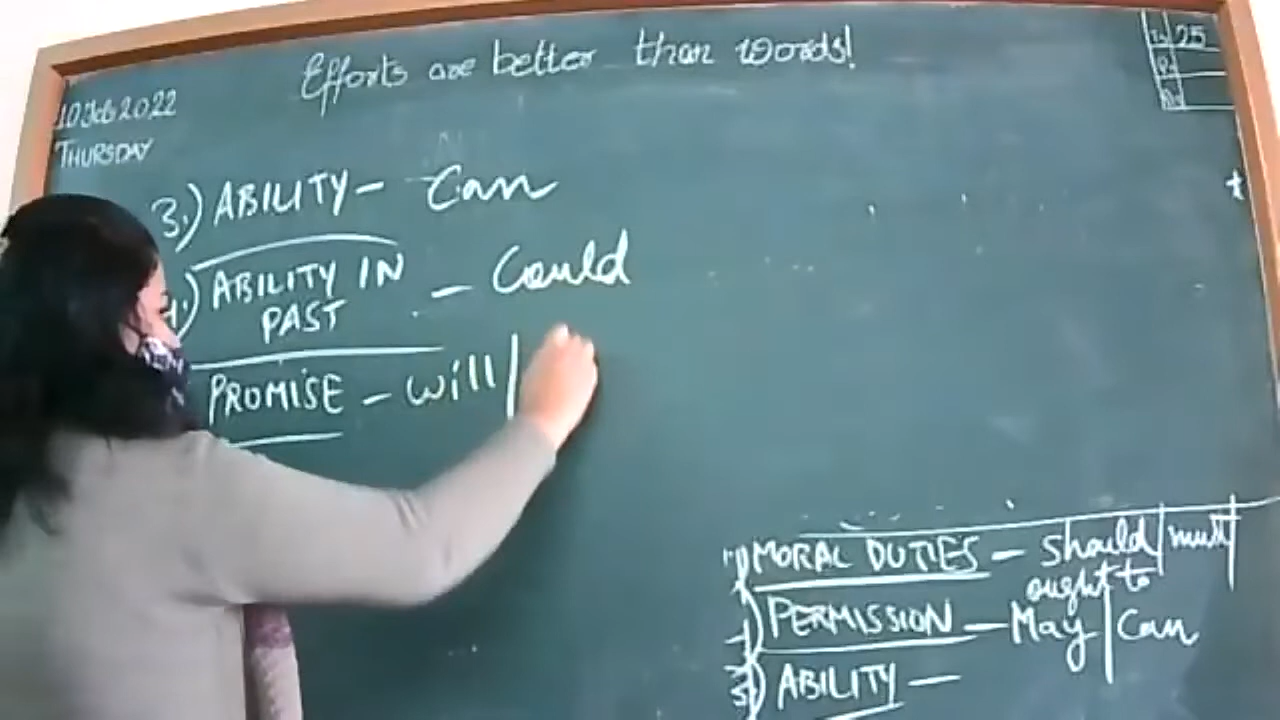 Efforts are better than words!
25
10 Feb 2022
THURSDAY
3.) ABILITY - Can
4.) ABILITY IN
PAST - Could
PROMISE - will |
1) MORAL DUTIES - should | must |
ought to
PERMISSION - May | Can
3) ABILITY -